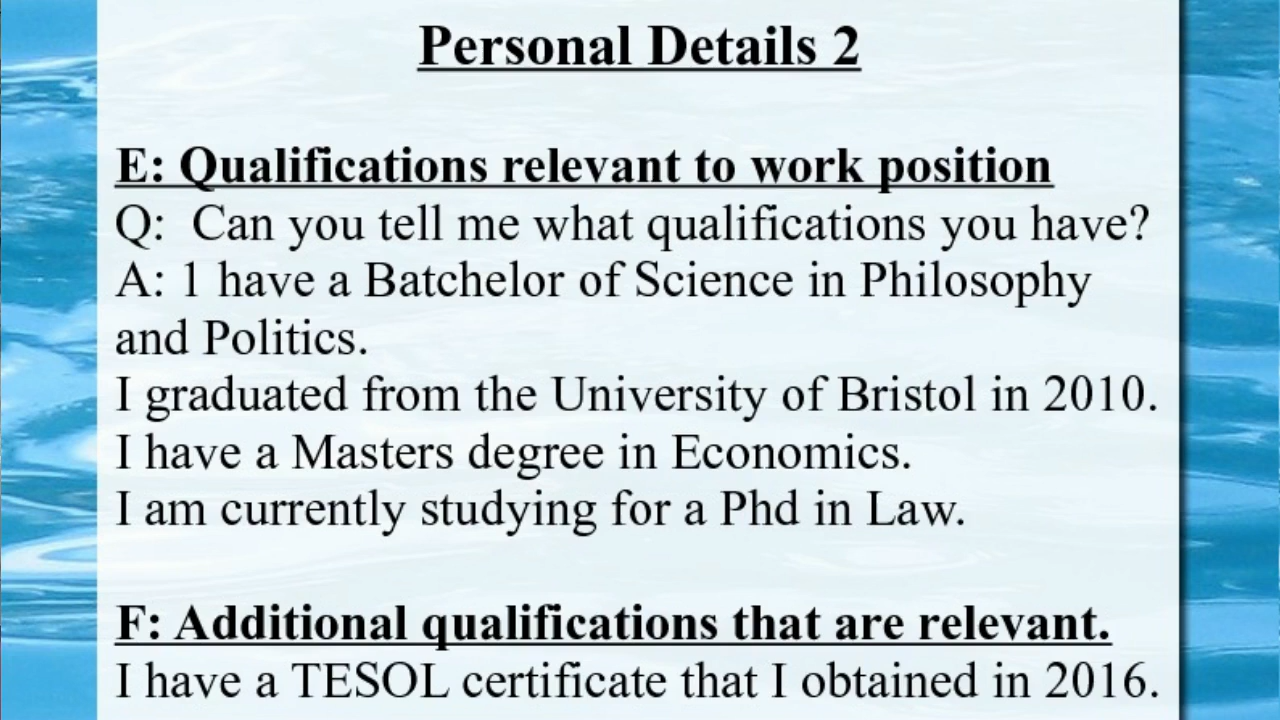 Personal Details 2
E: Qualifications relevant to work position
Q: Can you tell me what qualifications you have?
A: 1 have a Batchelor of Science in Philosophy
and Politics.
I graduated from the University of Bristol in 2010.
I have a Masters degree in Economics.
I am currently studying for a Phd in Law.
F: Additional qualifications that are relevant.
I have a TESOL certificate that I obtained in 2016.